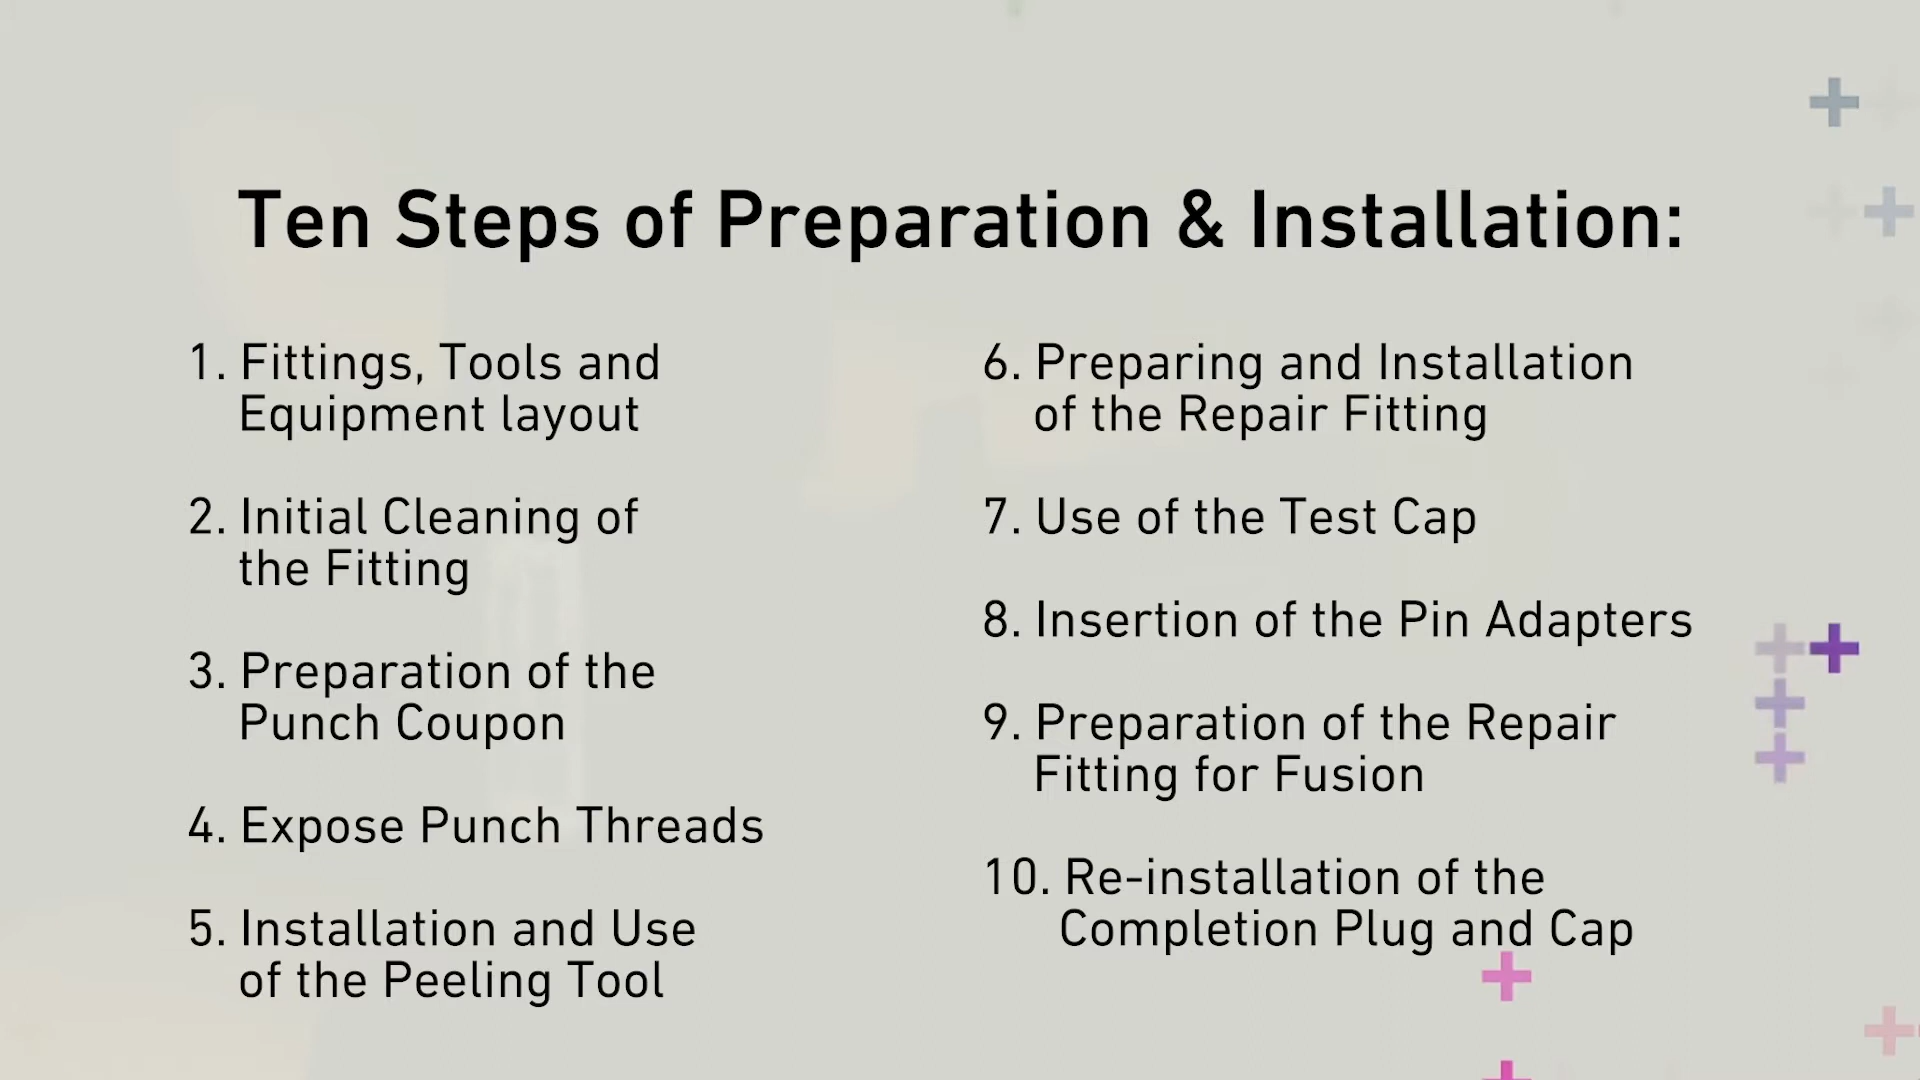 Ten Steps of Preparation & Installation:
1. Fittings, Tools and
Equipment layout
2. Initial Cleaning of
the Fitting
3. Preparation of the
Punch Coupon
4. Expose Punch Threads
5. Installation and Use
of the Peeling Tool
6. Preparing and Installation
of the Repair Fitting
7. Use of the Test Cap
8. Insertion of the Pin Adapters
9. Preparation of the Repair
Fitting for Fusion
10. Re-installation of the
Completion Plug and Cap